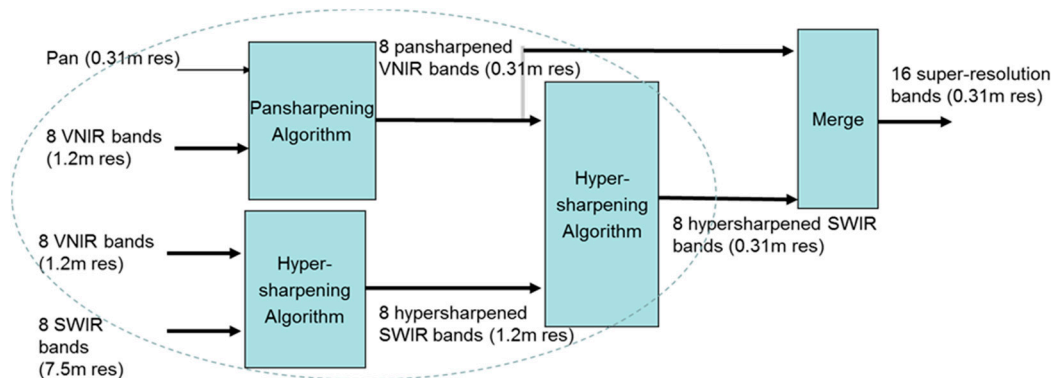 Pan (0.31m res)
8 VNIR bands
(1.2m res)
Pansharpening
Algorithm
8 pansharpened
VNIR bands (0.31m res)
8 VNIR bands
(1.2m res)
8 SWIR
bands
(7.5m res)
Hyper-
sharpening
Algorithm
8 hypersharpened
SWIR bands (1.2m res)
Hyper-
sharpening
Algorithm
8 hypersharpened SWIR
bands (0.31m res)
Merge
16 super-resolution
bands (0.31m res)